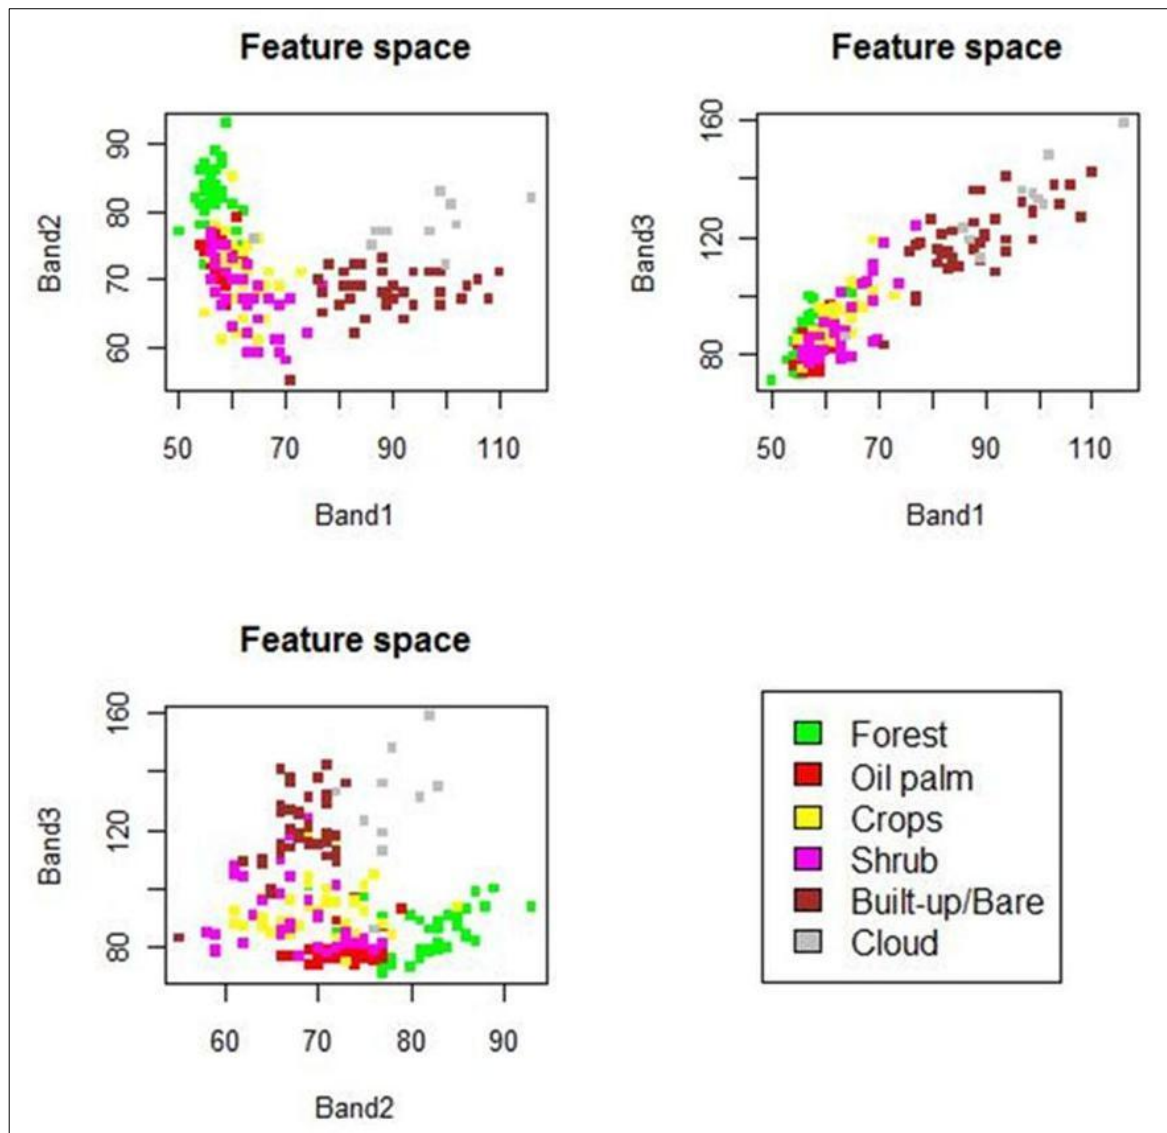 Feature space
Band2
90
80
70
60
50 70 90 110
Band1
Feature space
Band3
160
120
80
50 70 90 110
Band1
Feature space
Band3
160
120
80
60 70 80 90
Band2
Forest
Oil palm
Crops
Shrub
Built-up/Bare
Cloud